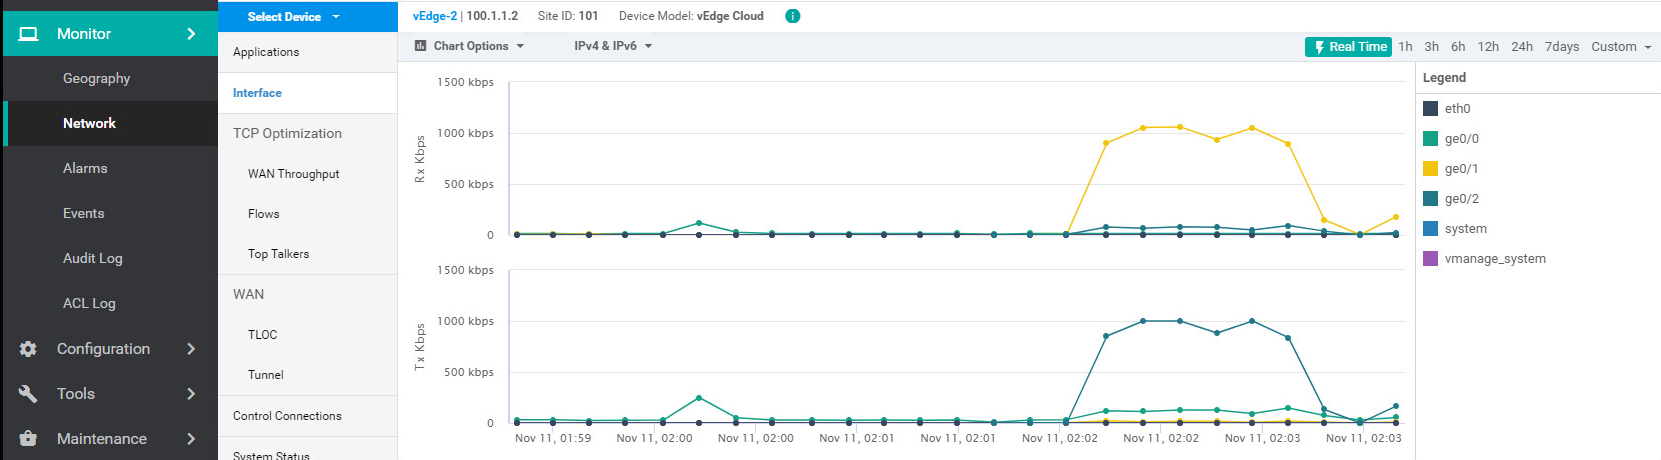 Monitor
Geography
Network
Alarms
Events
Audit Log
ACL Log
Configuration
Tools
Maintenance
Select Device
Applications
Interface
TCP Optimization
WAN Throughput
Flows
Top Talkers
WAN
TLOC
Tunnel
Control Connections
System Status
vEdge-2 | 100.1.1.2 Site ID: 101 Device Model: vEdge Cloud
Chart Options IPv4 & IPv6 Real Time 1h 3h 6h 12h 24h 7days Custom
Rx Kbps
1500 kbps
1000 kbps
500 kbps
0
Tx Kbps
1500 kbps
1000 kbps
500 kbps
0
Nov 11, 01:59 Nov 11, 02:00 Nov 11, 02:00 Nov 11, 02:01 Nov 11, 02:01 Nov 11, 02:02 Nov 11, 02:02 Nov 11, 02:03 Nov 11, 02:03
Legend
eth0
ge0/0
ge0/1
ge0/2
system
vmanage_system